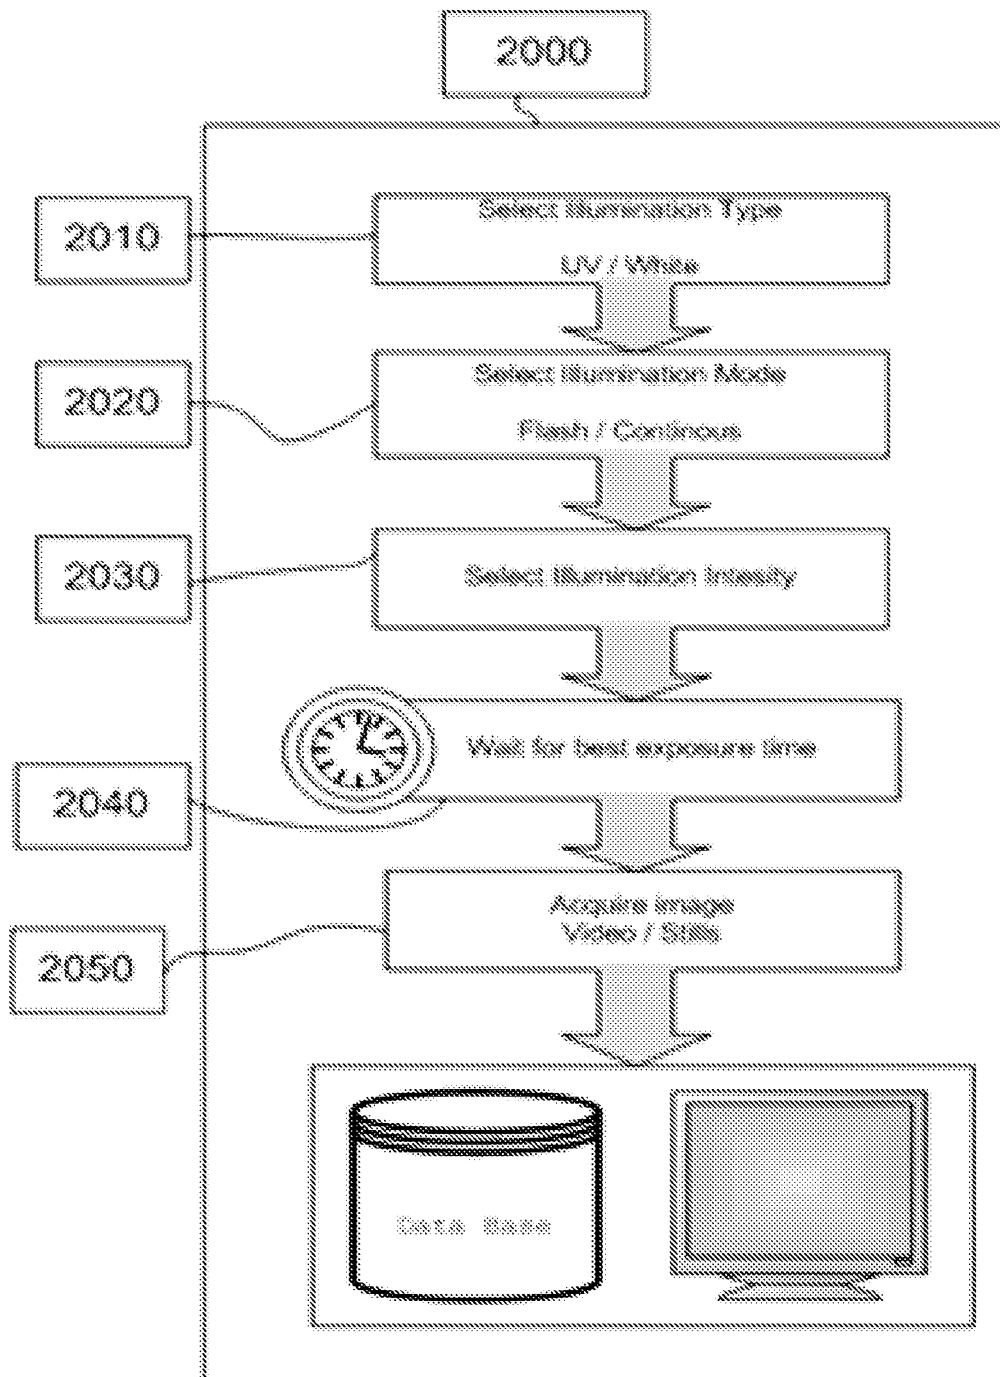 2000
2010
Select Illumination Type
UV / White
2020
Select Illumination Mode
Flash / Continous
2030
Select Illumination Intesity
Wait for best exposure time
2040
Acquire image
Video / Stills
2050
Data Base